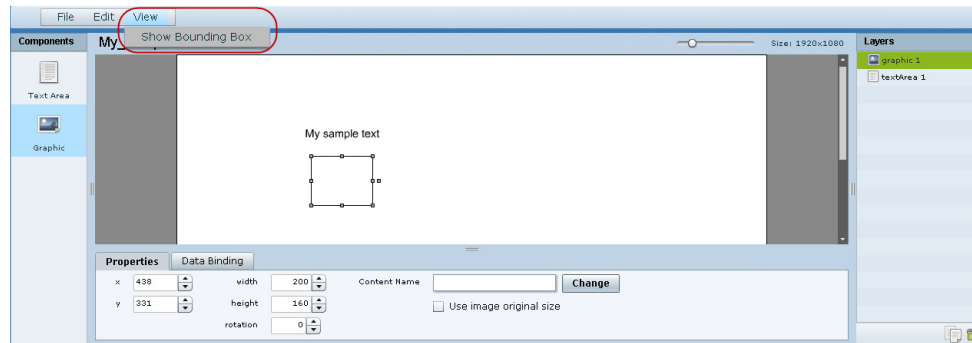 File Edit View
Show Bounding Box
Components
My_
Size: 1920x1080
Layers
Text Area
Graphic
graphic 1
textArea 1
My sample text
Properties Data Binding
x 438 width 200 Content Name Change
y 331 height 160 Use image original size
rotation 0